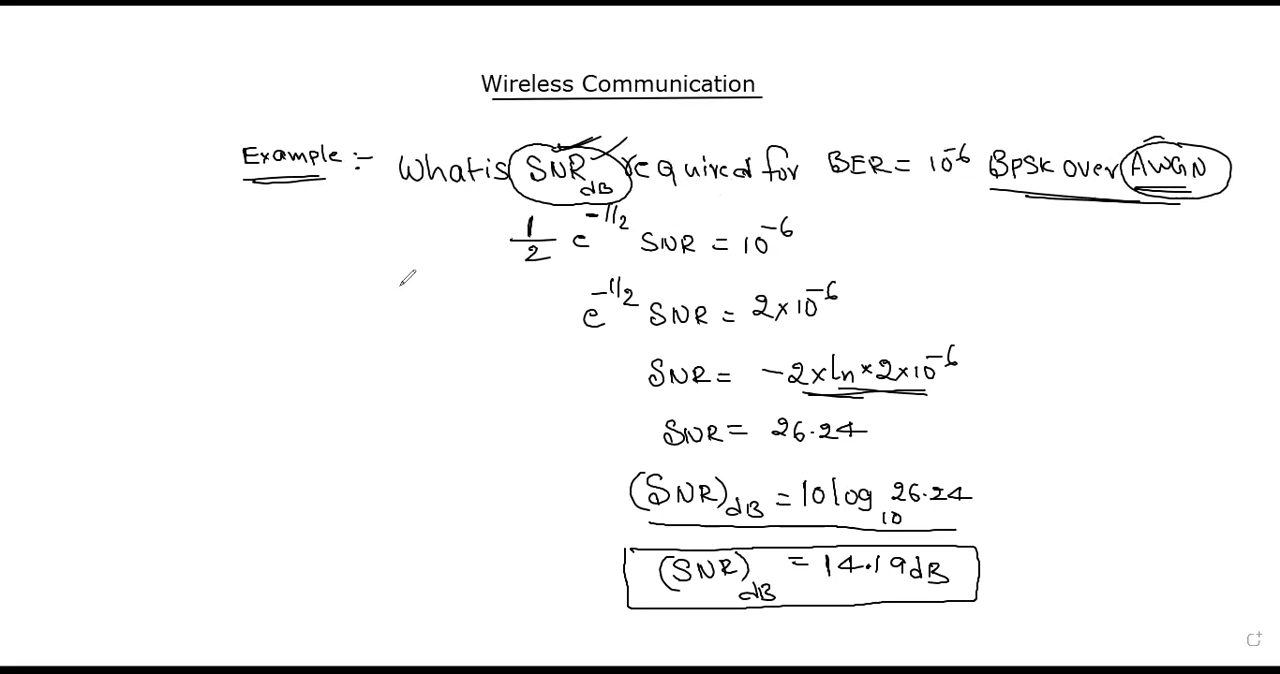 Wireless Communication
Example :- What is SNR dB required for BER = 10^-6 BPSK over AWGN
1/2 e^-1/2 SNR = 10^-6
e^-1/2 SNR = 2×10^-6
SNR = -2×ln×2×10^-6
SNR = 26.24
(SNR)dB = 10 log10 26.24
(SNR)dB = 14.19dB